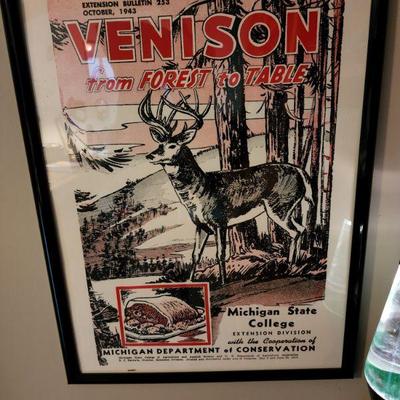 EXTENSION BULLETIN 253
OCTOBER, 1943
VENISON
from FOREST to TABLE
Michigan State
College
EXTENSION DIVISION
with the Cooperation of
MICHIGAN DEPARTMENT of CONSERVATION